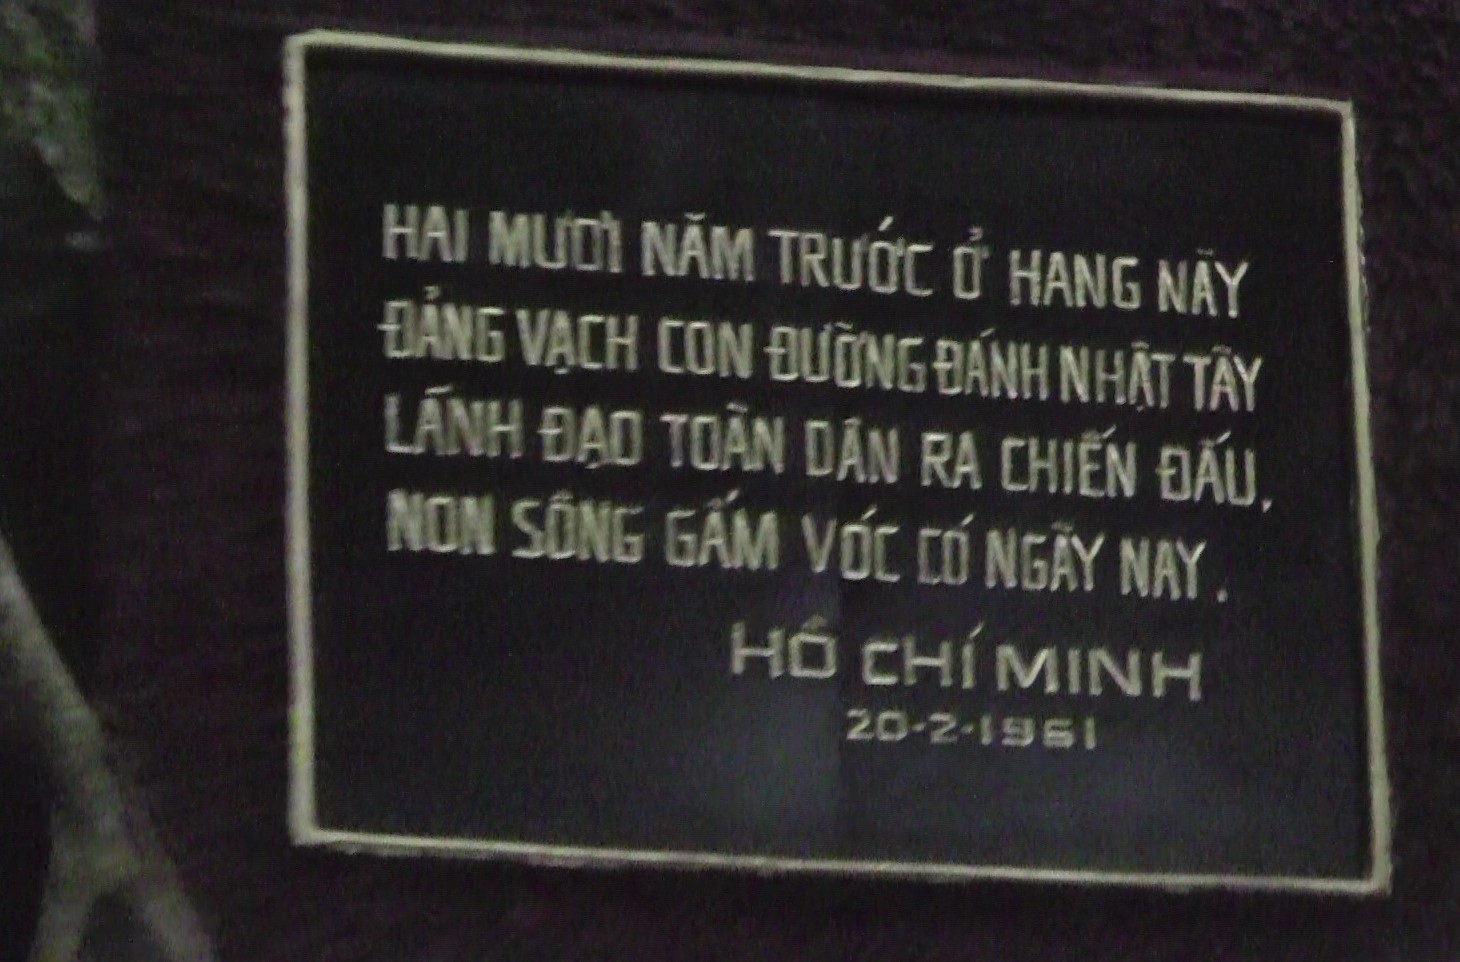 HAI MƯƠI NĂM TRƯỚC Ở HANG NÀY
ĐẢNG VẠCH CON ĐƯỜNG ĐÁNH NHẬT TÂY
LÃNH ĐẠO TOÀN DÂN RA CHIẾN ĐẤU,
NON SÔNG GẤM VÓC CÓ NGÀY NAY.
HỒ CHÍ MINH
20-2-1961